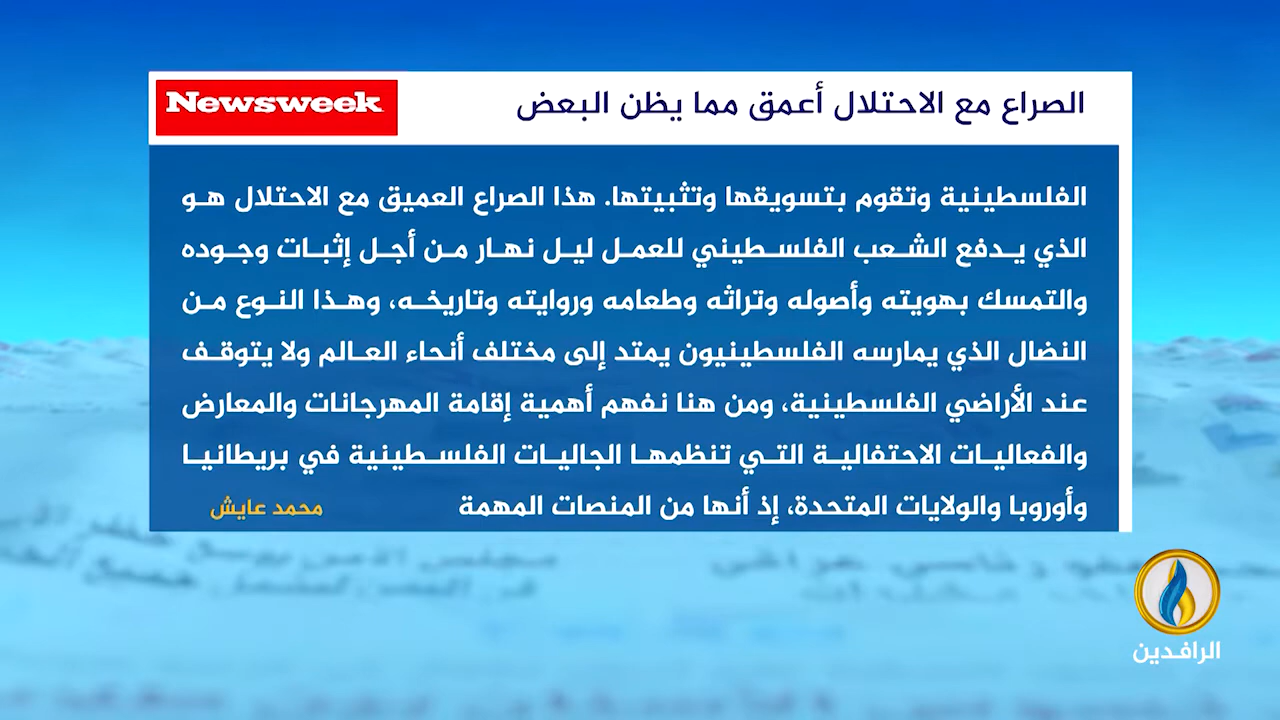 Newsweek
الصراع مع الاحتلال أعمق مما يظن البعض
الفلسطينية وتقوم بتسويقها وتثبيتها. هذا الصراع العميق مع الاحتلال هو
الذي يدفع الشعب الفلسطيني للعمل ليل نهار من أجل إثبات وجوده
والتمسك بهويته وأصوله وتراثه وطعامه وروايته وتاريخه، وهذا النوع من
النضال الذي يمارسه الفلسطينيون يمتد إلى مختلف أنحاء العالم ولا يتوقف
عند الأراضي الفلسطينية، ومن هنا نفهم أهمية إقامة المهرجانات والمعارض
والفعاليات الاحتفالية التي تنظمها الجاليات الفلسطينية في بريطانيا
وأوروبا والولايات المتحدة، إذ أنها من المنصات المهمة
محمد عايش
الرافدين